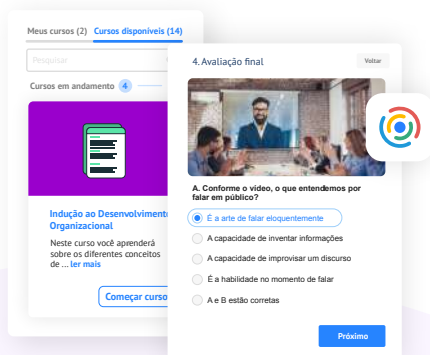 Meus cursos (2) Cursos disponíveis (14)
Pesquisar
Cursos em andamento 4
Indução ao Desenvolvimento
Organizacional
Neste curso você aprenderá
sobre os diferentes conceitos
de ... ler mais
Começar curso
4. Avaliação final
Voltar
A. Conforme o vídeo, o que entendemos por
falar em público?
É a arte de falar eloquentemente
A capacidade de inventar informações
A capacidade de improvisar um discurso
É a habilidade no momento de falar
A e B estão corretas
Próximo